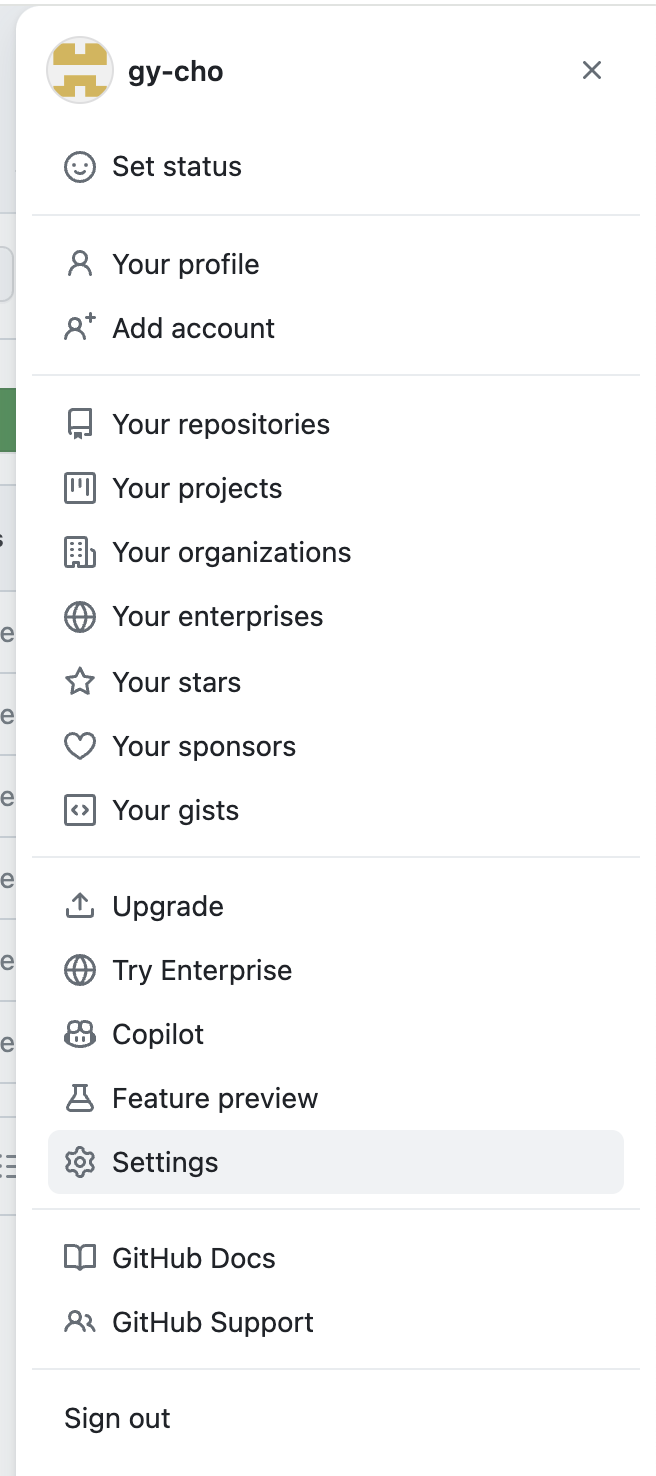 gy-cho
Set status
Your profile
Add account
Your repositories
Your projects
Your organizations
Your enterprises
Your stars
Your sponsors
Your gists
Upgrade
Try Enterprise
Copilot
Feature preview
Settings
GitHub Docs
GitHub Support
Sign out